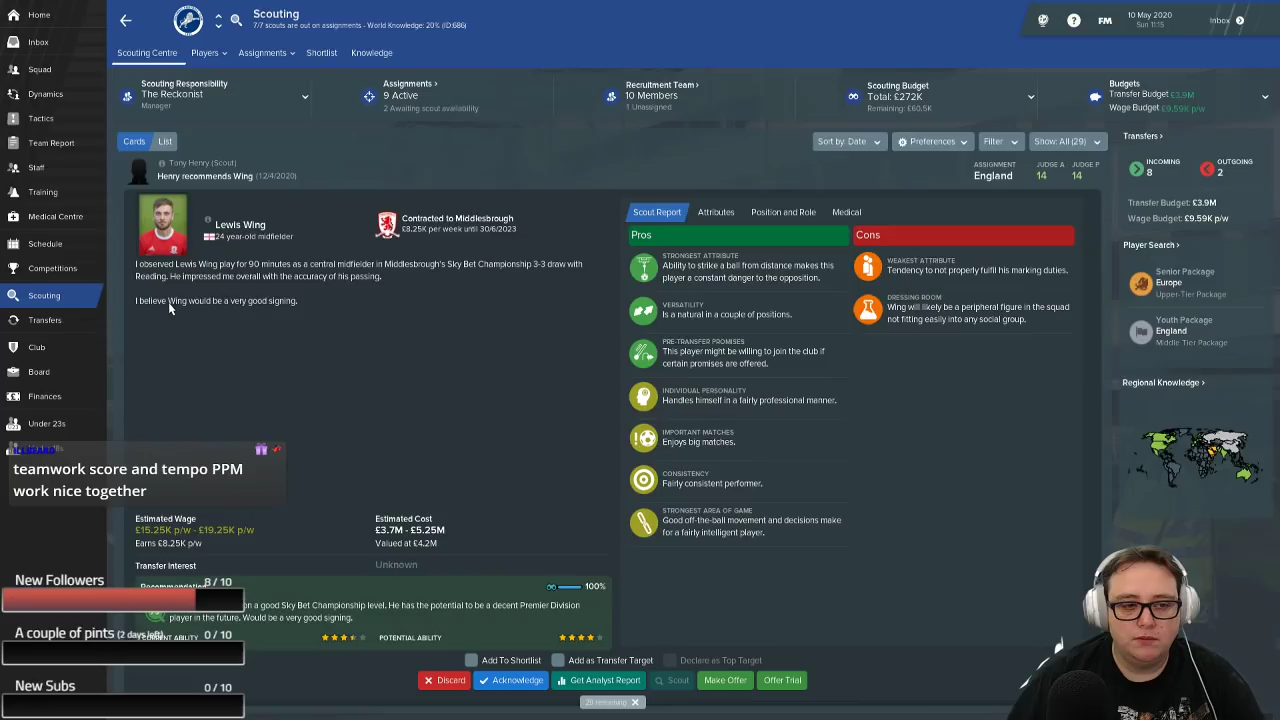 Home
Inbox
Squad
Dynamics
Tactics
Team Report
Staff
Training
Medical Centre
Schedule
Competitions
Scouting
Transfers
Club
Board
Finances
Under 23s
Scouting
7/7 scouts are out on assignments - World Knowledge: 20% (ID:686)
FM
10 May 2020
Sun 11:15
Inbox
Scouting Centre
Players
Assignments
Shortlist
Knowledge
Scouting Responsibility
The Reckonist
Manager
Assignments >
9 Active
2 Awaiting scout availability
Recruitment Team >
10 Members
1 Unassigned
Scouting Budget
Total: £272K
Remaining: £60.5K
Budgets
Transfer Budget £3.9M
Wage Budget £9.59K p/w
Cards
List
Sort by: Date
Preferences
Filter
Show: All (29)
Tony Henry (Scout)
Henry recommends Wing (12/4/2020)
ASSIGNMENT
England
JUDGE A
14
JUDGE P
14
Lewis Wing
24 year-old midfielder
Contracted to Middlesbrough
£8.25K per week until 30/6/2023
I observed Lewis Wing play for 90 minutes as a central midfielder in Middlesbrough's Sky Bet Championship 3-3 draw with
Reading. He impressed me overall with the accuracy of his passing.
I believe Wing would be a very good signing.
Estimated Wage
£15.25K p/w - £19.25K p/w
Earns £8.25K p/w
Estimated Cost
£3.7M - £5.25M
Valued at £4.2M
Transfer Interest
Unknown
Recommendation
100%
on a good Sky Bet Championship level. He has the potential to be a decent Premier Division
player in the future. Would be a very good signing.
ABILITY
POTENTIAL ABILITY
Scout Report
Attributes
Position and Role
Medical
Pros
STRONGEST ATTRIBUTE
Ability to strike a ball from distance makes this
player a constant danger to the opposition.
VERSATILITY
Is a natural in a couple of positions.
PRE-TRANSFER PROMISES
This player might be willing to join the club if
certain promises are offered.
INDIVIDUAL PERSONALITY
Handles himself in a fairly professional manner.
IMPORTANT MATCHES
Enjoys big matches.
CONSISTENCY
Fairly consistent performer.
STRONGEST AREA OF GAME
Good off-the-ball movement and decisions make
for a fairly intelligent player.
Cons
WEAKEST ATTRIBUTE
Tendency to not properly fulfil his marking duties.
DRESSING ROOM
Wing will likely be a peripheral figure in the squad
not fitting easily into any social group.
Add To Shortlist
Add as Transfer Target
Declare as Top Target
Discard
Acknowledge
Get Analyst Report
Scout
Make Offer
Offer Trial
remaining
Transfers >
INCOMING
8
OUTGOING
2
Transfer Budget: £3.9M
Wage Budget: £9.59K p/w
Player Search >
Senior Package
Europe
Upper-Tier Package
Youth Package
England
Middle Tier Package
Regional Knowledge >
teamwork score and tempo PPM
work nice together
New Followers
8/10
A couple of pints (2 days left)
0/10
New Subs
0/10